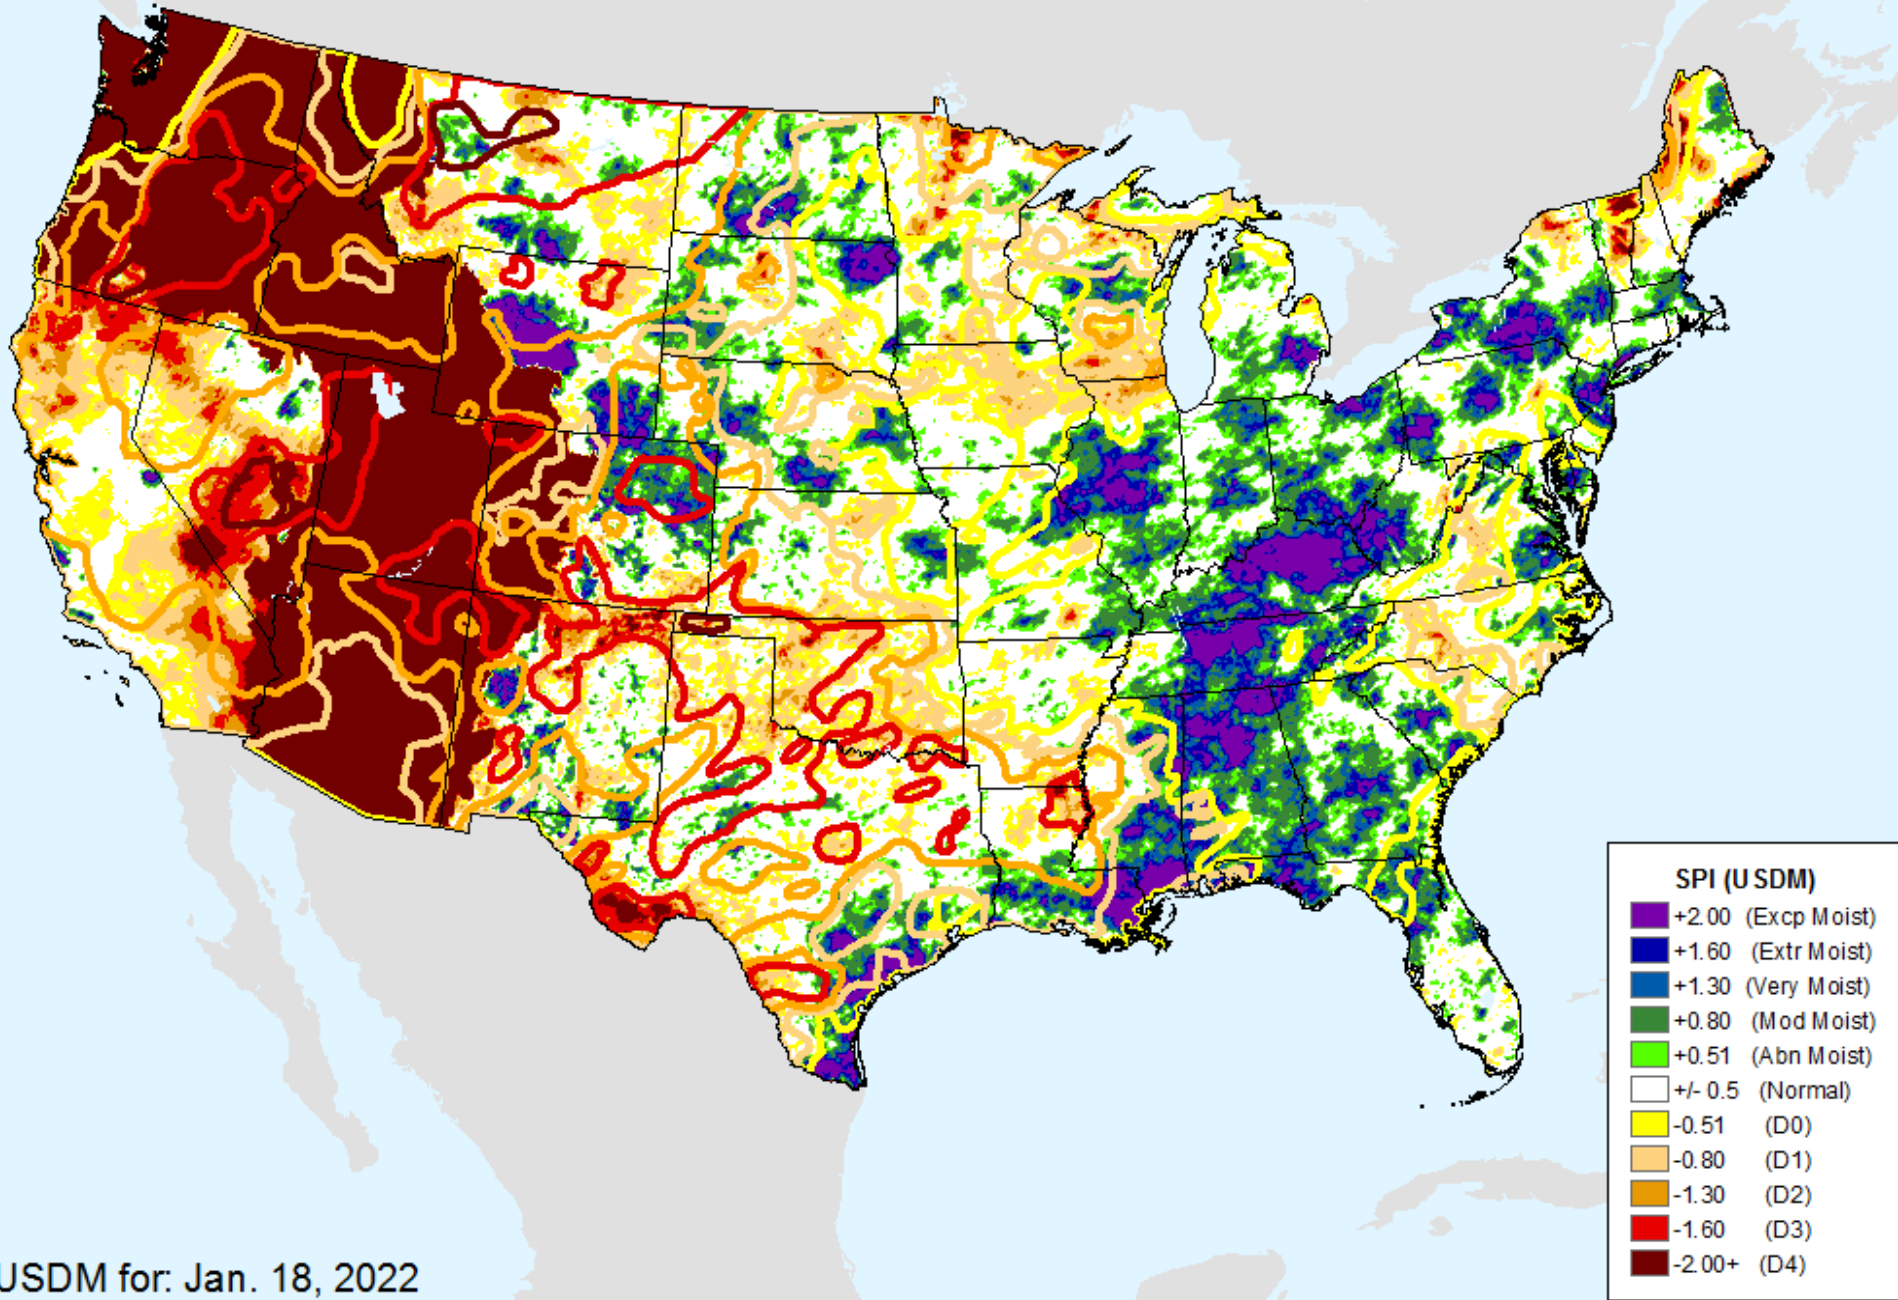 SPI (USDM)
+2.00 (Excp Moist)
+1.60 (Extr Moist)
+1.30 (Very Moist)
+0.80 (Mod Moist)
+0.51 (Abn Moist)
+/- 0.5 (Normal)
-0.51 (D0)
-0.80 (D1)
-1.30 (D2)
-1.60 (D3)
-2.00+ (D4)
USDM for: Jan. 18, 2022